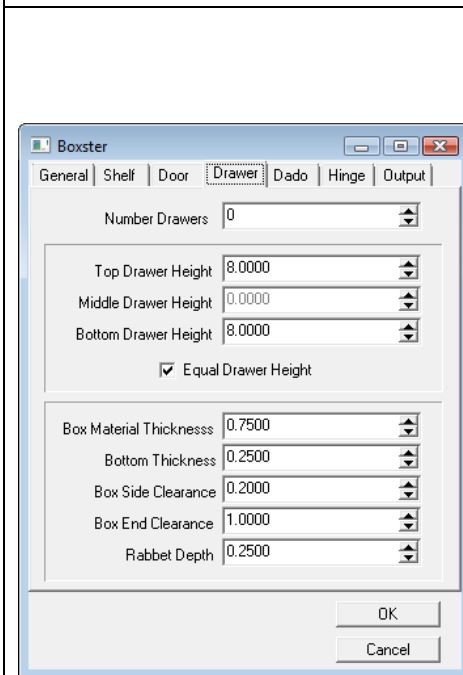 Boxster
General Shelf Door Drawer Dado Hinge Output
Number Drawers 0
Top Drawer Height 8.0000
Middle Drawer Height 0.0000
Bottom Drawer Height 8.0000
Equal Drawer Height
Box Material Thicknesss 0.7500
Bottom Thickness 0.2500
Box Side Clearance 0.2000
Box End Clearance 1.0000
Rabbet Depth 0.2500
OK
Cancel